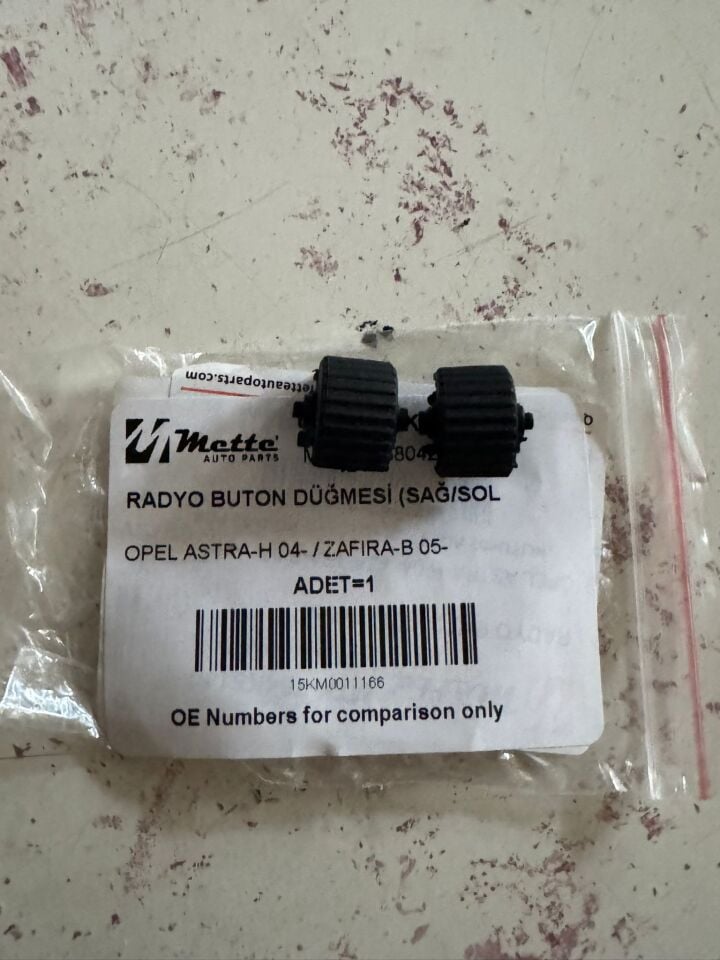 Mette
AUTO PARTS
RADYO BUTON DÜĞMESİ (SAĞ/SOL
OPEL ASTRA-H 04- / ZAFIRA-B 05-
ADET=1
15KM0011166
OE Numbers for comparison only